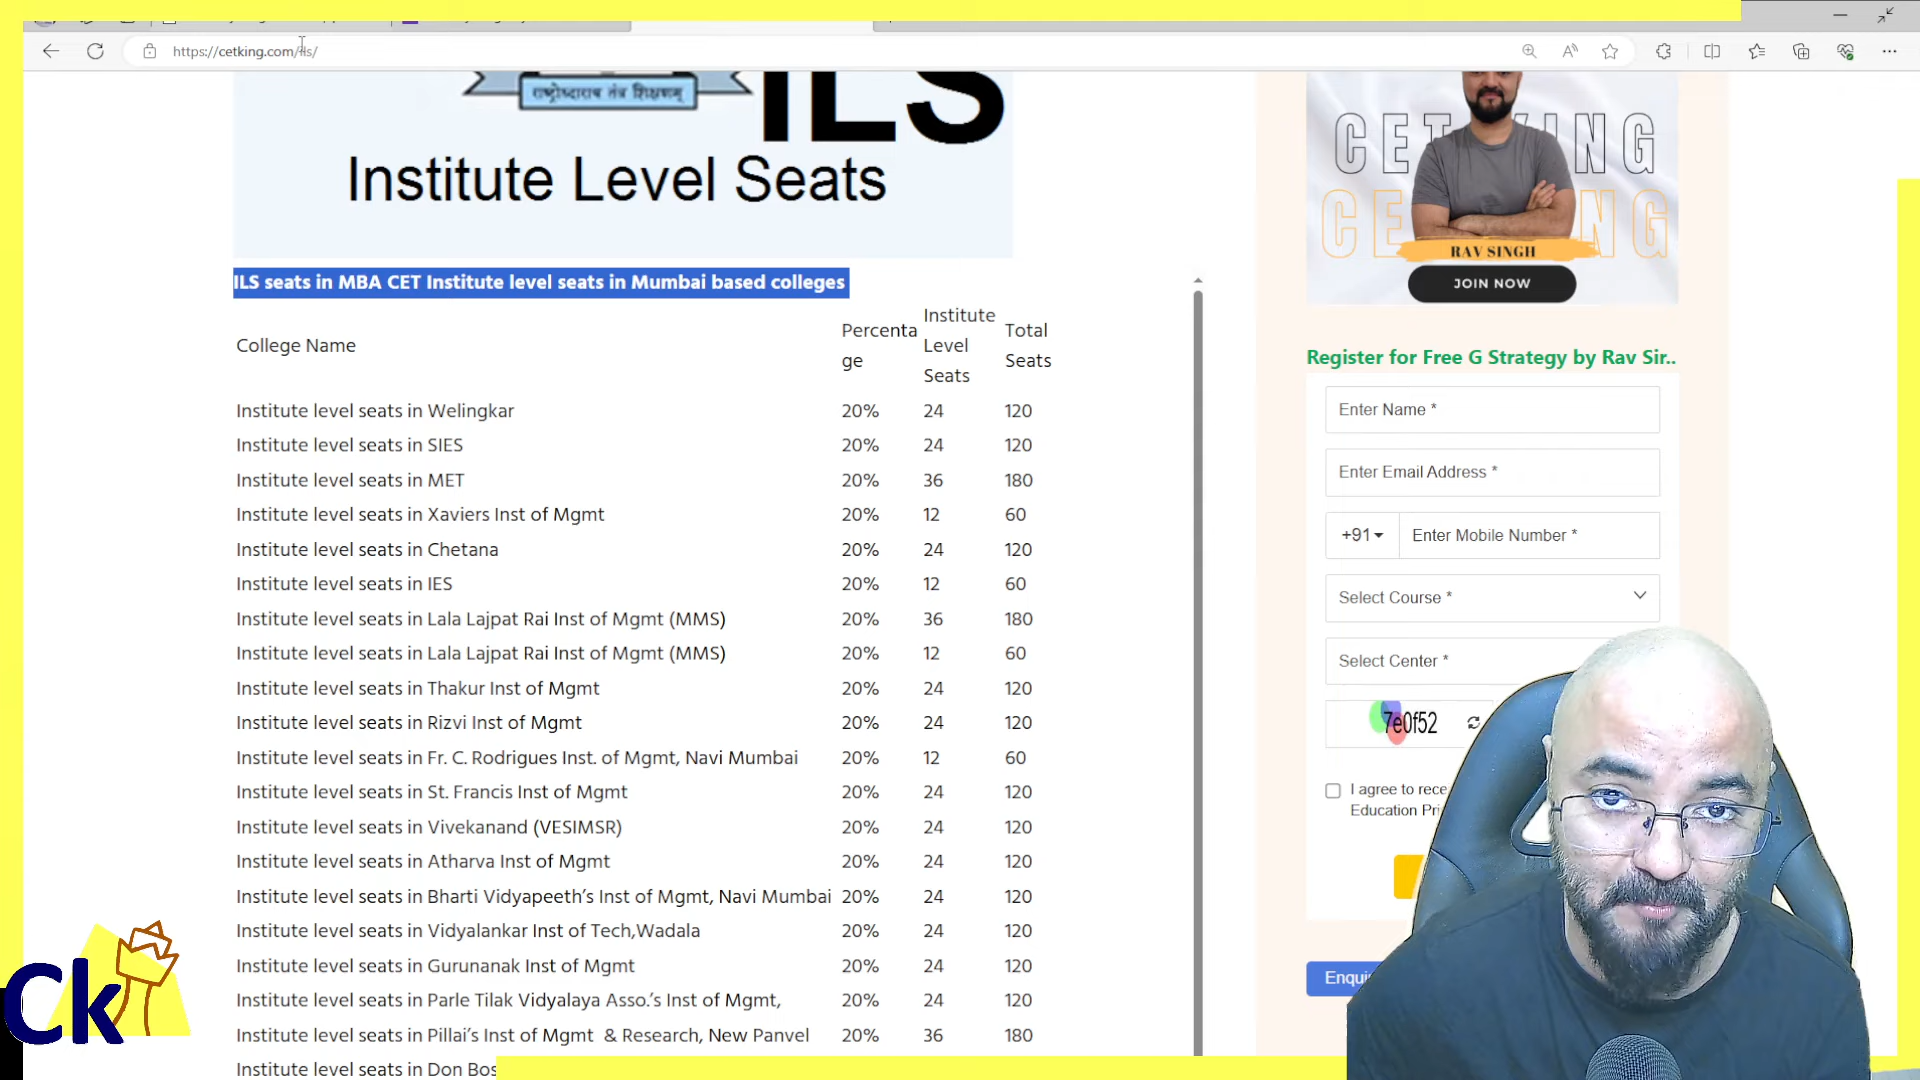 https://cetking.com/ils/
राष्ट्रोध्दाराय तंत्र शिक्षणम्
ILS
Institute Level Seats
ILS seats in MBA CET Institute level seats in Mumbai based colleges
College Name Percentage Institute Level Seats Total Seats
Institute level seats in Welingkar 20% 24 120
Institute level seats in SIES 20% 24 120
Institute level seats in MET 20% 36 180
Institute level seats in Xaviers Inst of Mgmt 20% 12 60
Institute level seats in Chetana 20% 24 120
Institute level seats in IES 20% 12 60
Institute level seats in Lala Lajpat Rai Inst of Mgmt (MMS) 20% 36 180
Institute level seats in Lala Lajpat Rai Inst of Mgmt (MMS) 20% 12 60
Institute level seats in Thakur Inst of Mgmt 20% 24 120
Institute level seats in Rizvi Inst of Mgmt 20% 24 120
Institute level seats in Fr. C. Rodrigues Inst. of Mgmt, Navi Mumbai 20% 12 60
Institute level seats in St. Francis Inst of Mgmt 20% 24 120
Institute level seats in Vivekanand (VESIMSR) 20% 24 120
Institute level seats in Atharva Inst of Mgmt 20% 24 120
Institute level seats in Bharti Vidyapeeth’s Inst of Mgmt, Navi Mumbai 20% 24 120
Institute level seats in Vidyalankar Inst of Tech,Wadala 20% 24 120
Institute level seats in Gurunanak Inst of Mgmt 20% 24 120
Institute level seats in Parle Tilak Vidyalaya Asso.’s Inst of Mgmt, 20% 24 120
Institute level seats in Pillai’s Inst of Mgmt & Research, New Panvel 20% 36 180
Institute level seats in Don Bos
CET KING
RAV SINGH
JOIN NOW
Register for Free G Strategy by Rav Sir..
Enter Name *
Enter Email Address *
+91 Enter Mobile Number *
Select Course *
Select Center *
7e0f52
I agree to rece
Education Pri
Enqui
Ck